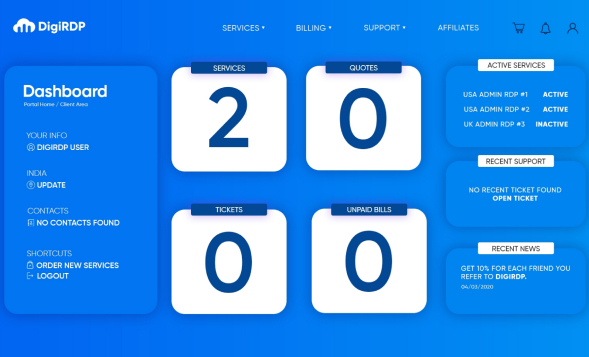 DigiRDP
SERVICES
BILLING
SUPPORT
AFFILIATES
Dashboard
Portal Home / Client Area
YOUR INFO
DIGIRDP USER
INDIA
UPDATE
CONTACTS
NO CONTACTS FOUND
SHORTCUTS
ORDER NEW SERVICES
LOGOUT
SERVICES
2
QUOTES
0
TICKETS
0
UNPAID BILLS
0
ACTIVE SERVICES
USA ADMIN RDP #1 ACTIVE
USA ADMIN RDP #2 ACTIVE
UK ADMIN RDP #3 INACTIVE
RECENT SUPPORT
NO RECENT TICKET FOUND
OPEN TICKET
RECENT NEWS
GET 10% FOR EACH FRIEND YOU
REFER TO DIGIRDP.
04/03/2020